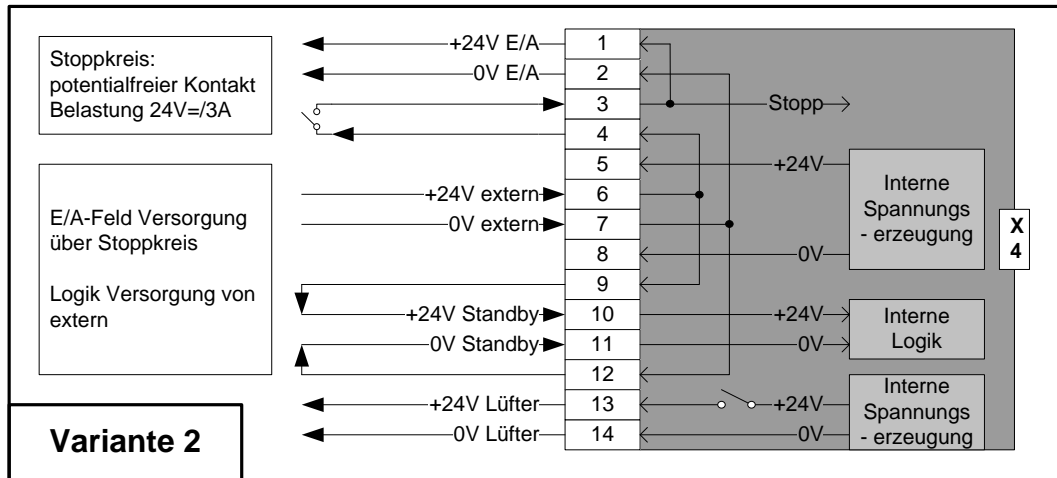 Stoppkreis:
potentialfreier Kontakt
Belastung 24V=/3A
E/A-Feld Versorgung
über Stoppkreis
Logik Versorgung von
extern
Variante 2
+24V E/A
0V E/A
+24V extern
0V extern
+24V Standby
0V Standby
+24V Lüfter
0V Lüfter
1
2
3
4
5
6
7
8
9
10
11
12
13
14
Stopp
+24V
0V
+24V
0V
+24V
0V
Interne
Spannungs
- erzeugung
Interne
Logik
Interne
Spannungs
- erzeugung
X
4